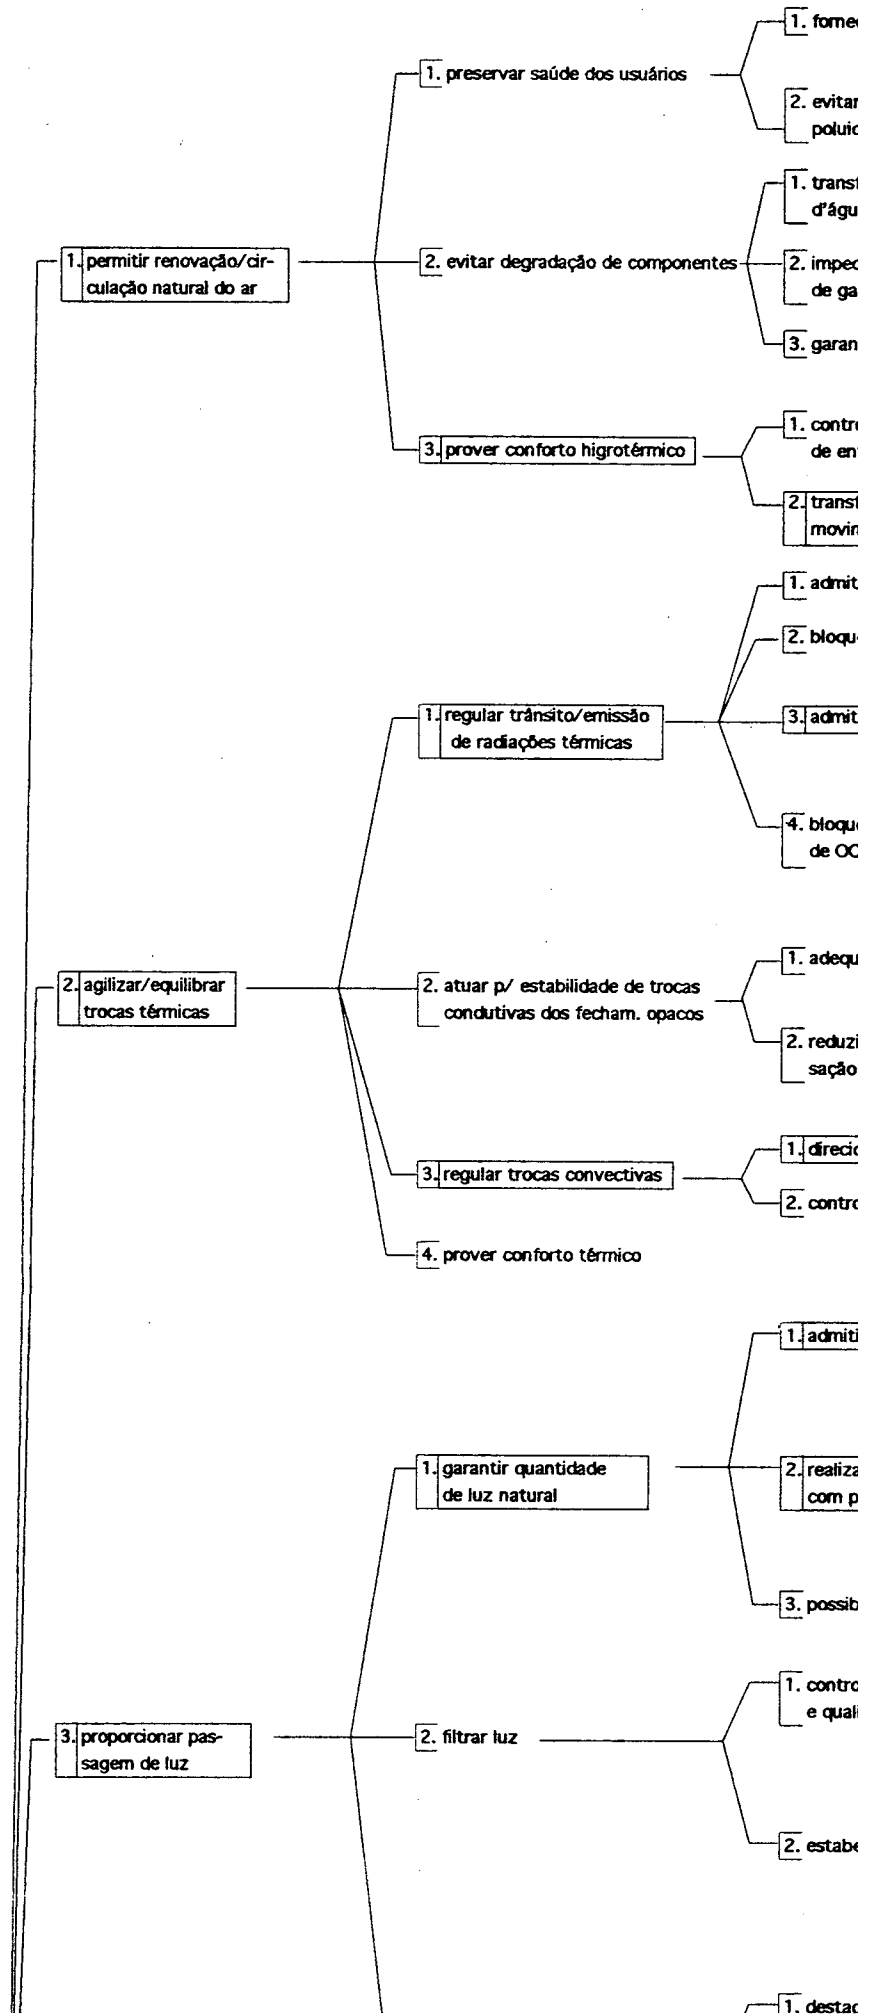 1. forne
1. preservar saúde dos usuários
2. evitar
poluic
1. transf
d'águ
1. permitir renovação/cir-
culação natural do ar
2. evitar degradação de componentes
2. impec
de ga
3. garan
1. contro
de en
3. prover conforto higrotérmico
2. transf
movin
1. admit
2. bloqu
1. regular trânsito/emissão
de radiações térmicas
3. admit
4. bloqu
de OC
1. adequ
2. agilizar/equilibrar
trocas térmicas
2. atuar p/ estabilidade de trocas
condutivas dos fecham. opacos
2. reduzi
sação
1. direcio
3. regular trocas convectivas
2. contro
4. prover conforto térmico
1. admiti
1. garantir quantidade
de luz natural
2. realiza
com p
3. possib
1. contro
e quali
3. proporcionar pas-
sagem de luz
2. filtrar luz
2. estabe
1. destac